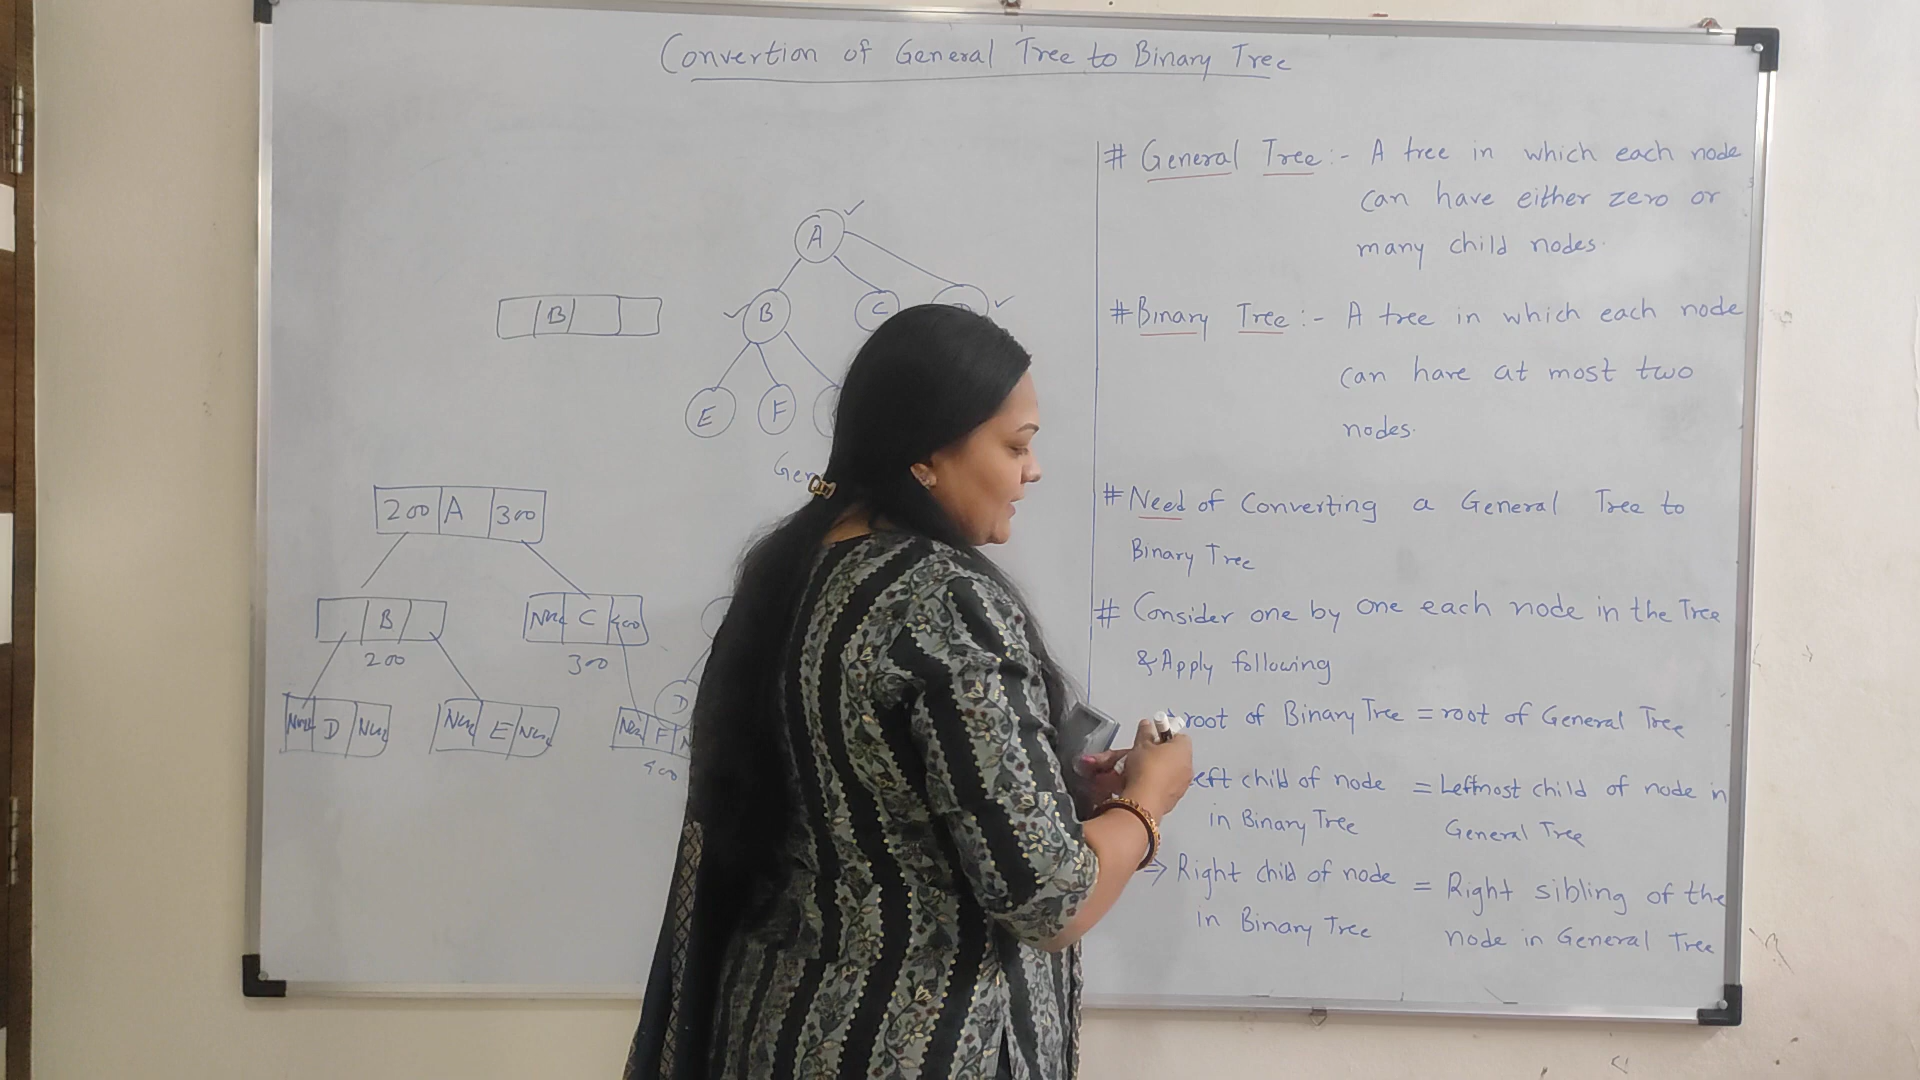 Convertion of General Tree to Binary Tree
# General Tree :- A tree in which each node
can have either zero or
many child nodes.
# Binary Tree :- A tree in which each node
can have at most two
nodes.
# Need of Converting a General Tree to
Binary Tree
# Consider one by one each node in the Tree
& Apply following
root of Binary Tree = root of General Tree
Left child of node = Leftmost child of node in
in Binary Tree General Tree
⇒ Right child of node = Right sibling of the
in Binary Tree node in General Tree
A
B C
B
E F
Gen
200 A 300
B
200
NULL C 400
300
D
NULL D NULL
NULL E NULL
NULL F
400